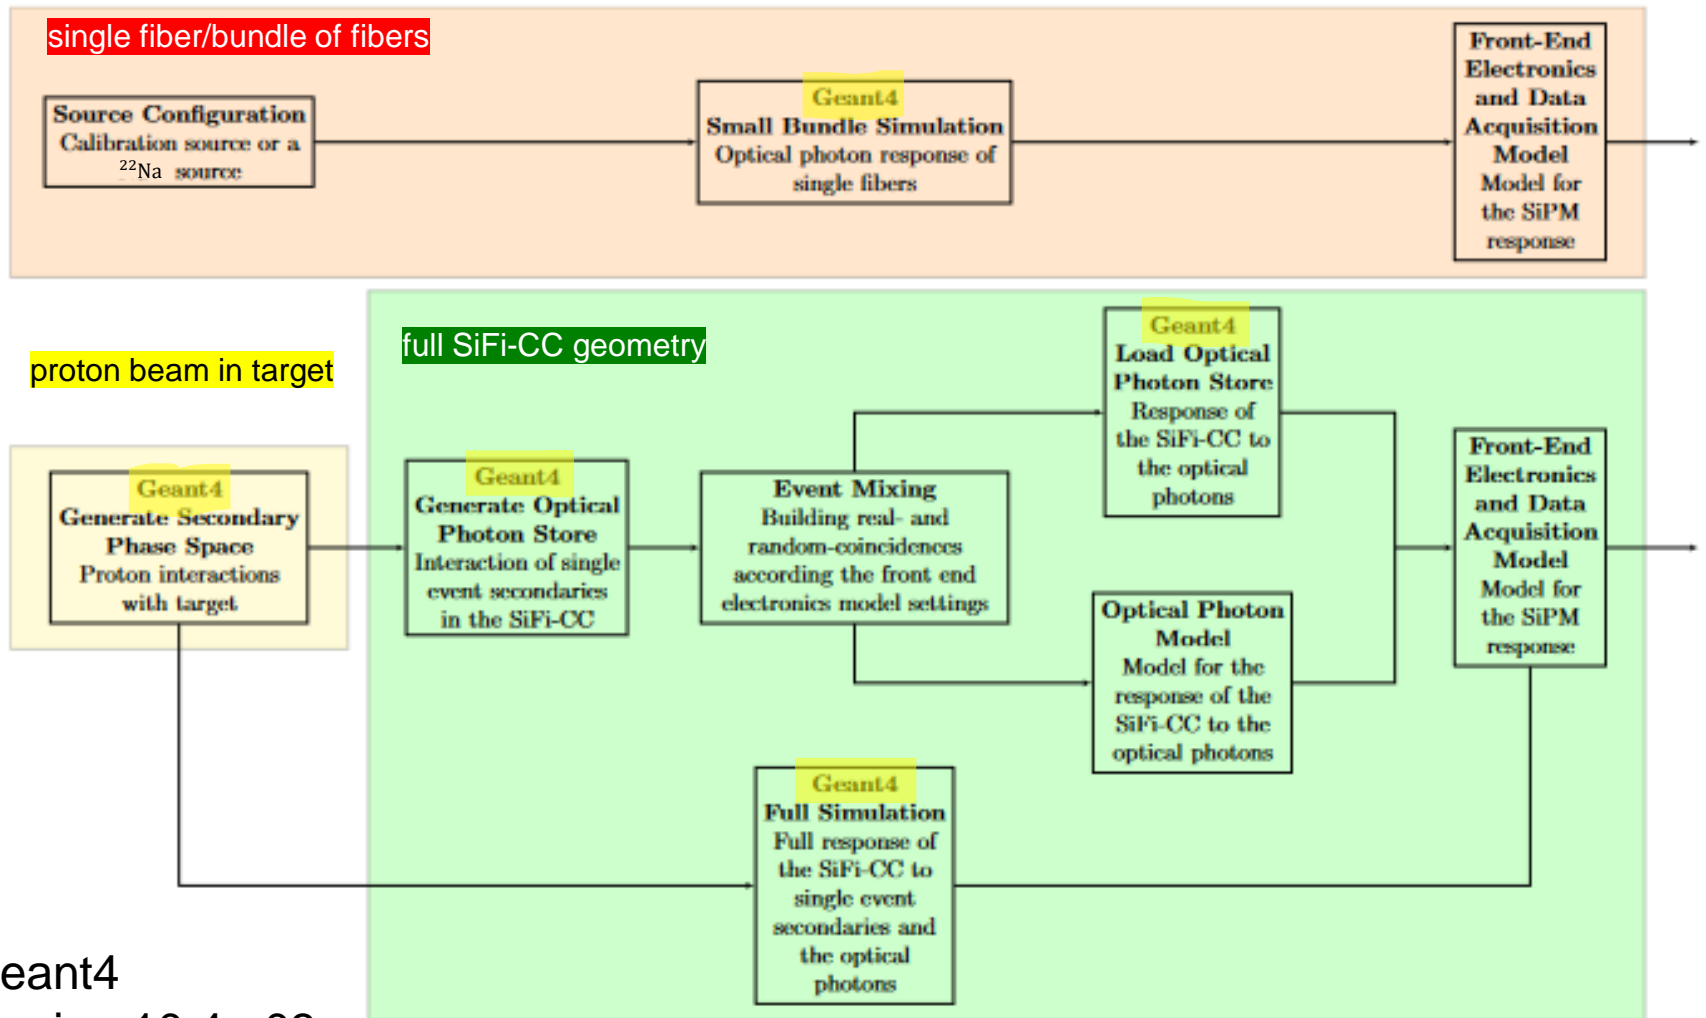 single fiber/bundle of fibers
Source Configuration
Calibration source or a
²²Na source
Geant4
Small Bundle Simulation
Optical photon response of
single fibers
Front-End
Electronics
and Data
Acquisition
Model
Model for
the SiPM
response
proton beam in target
full SiFi-CC geometry
Geant4
Generate Secondary
Phase Space
Proton interactions
with target
Geant4
Generate Optical
Photon Store
Interaction of single
event secondaries
in the SiFi-CC
Event Mixing
Building real- and
random-coincidences
according the front end
electronics model settings
Geant4
Load Optical
Photon Store
Response of
the SiFi-CC to
the optical
photons
Optical Photon
Model
Model for the
response of the
SiFi-CC to the
optical photons
Front-End
Electronics
and Data
Acquisition
Model
Model for
the SiPM
response
Geant4
Full Simulation
Full response of
the SiFi-CC to
single event
secondaries and
the optical
photons
eant4